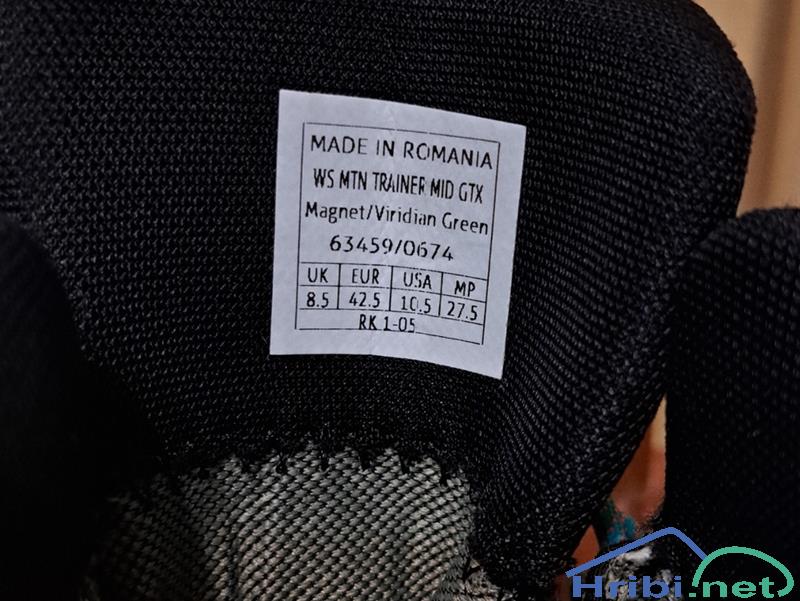 MADE IN ROMANIA
WS MTN TRAINER MID GTX
Magnet/Viridian Green
63459/0674
UK EUR USA MP
8.5 42.5 10.5 27.5
RK 1-05
Hribi.net